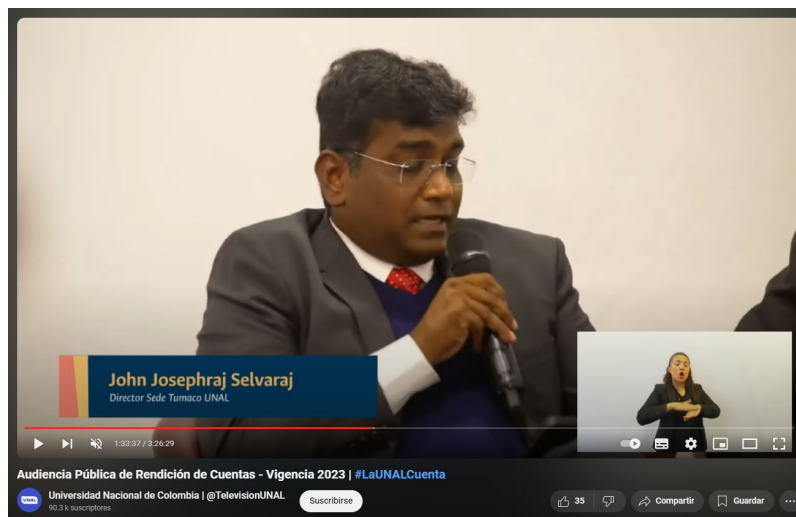 John Josephraj Selvaraj
Director Sede Tumaco UNAL
1:33:37 / 3:26:29
Audiencia Pública de Rendición de Cuentas - Vigencia 2023 | #LaUNALCuenta
UNAL
Universidad Nacional de Colombia | @TelevisionUNAL
90.3 k suscriptores
Suscribirse
35
Compartir
Guardar